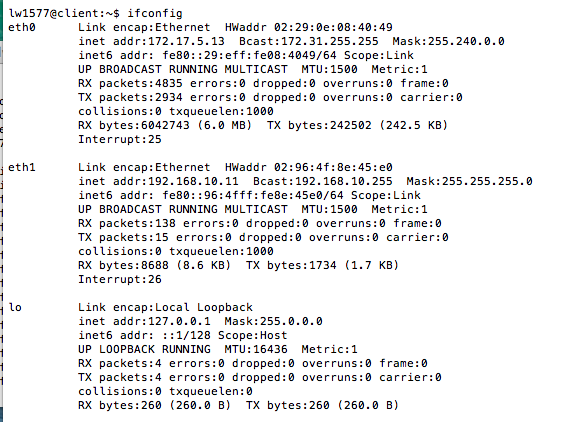 lw1577@client:~$ ifconfig
eth0      Link encap:Ethernet  HWaddr 02:29:0e:08:40:49
          inet addr:172.17.5.13  Bcast:172.31.255.255  Mask:255.240.0.0
          inet6 addr: fe80::29:eff:fe08:4049/64 Scope:Link
          UP BROADCAST RUNNING MULTICAST  MTU:1500  Metric:1
          RX packets:4835 errors:0 dropped:0 overruns:0 frame:0
          TX packets:2934 errors:0 dropped:0 overruns:0 carrier:0
          collisions:0 txqueuelen:1000
          RX bytes:6042743 (6.0 MB)  TX bytes:242502 (242.5 KB)
          Interrupt:25

eth1      Link encap:Ethernet  HWaddr 02:96:4f:8e:45:e0
          inet addr:192.168.10.11  Bcast:192.168.10.255  Mask:255.255.255.0
          inet6 addr: fe80::96:4fff:fe8e:45e0/64 Scope:Link
          UP BROADCAST RUNNING MULTICAST  MTU:1500  Metric:1
          RX packets:138 errors:0 dropped:0 overruns:0 frame:0
          TX packets:15 errors:0 dropped:0 overruns:0 carrier:0
          collisions:0 txqueuelen:1000
          RX bytes:8688 (8.6 KB)  TX bytes:1734 (1.7 KB)
          Interrupt:26

lo        Link encap:Local Loopback
          inet addr:127.0.0.1  Mask:255.0.0.0
          inet6 addr: ::1/128 Scope:Host
          UP LOOPBACK RUNNING  MTU:16436  Metric:1
          RX packets:4 errors:0 dropped:0 overruns:0 frame:0
          TX packets:4 errors:0 dropped:0 overruns:0 carrier:0
          collisions:0 txqueuelen:0
          RX bytes:260 (260.0 B)  TX bytes:260 (260.0 B)